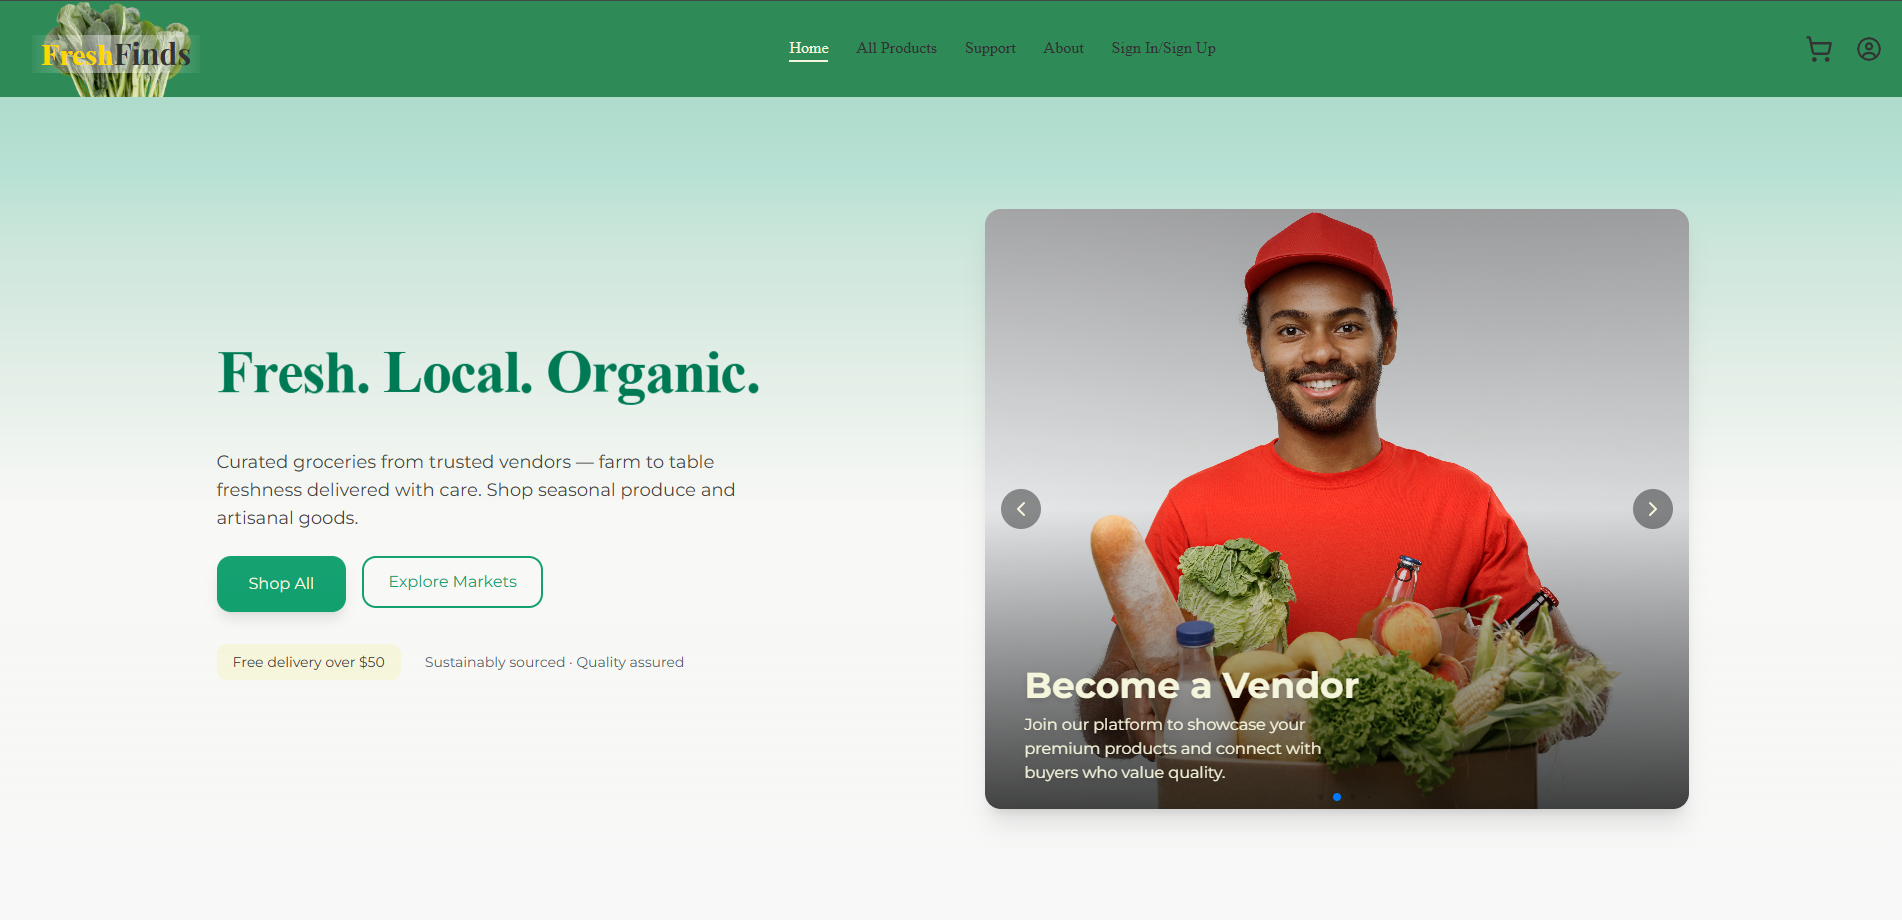 FreshFinds
Home
All Products
Support
About
Sign In/Sign Up
Fresh. Local. Organic.
Curated groceries from trusted vendors — farm to table
freshness delivered with care. Shop seasonal produce and
artisanal goods.
Shop All
Explore Markets
Free delivery over $50
Sustainably sourced · Quality assured
Become a Vendor
Join our platform to showcase your
premium products and connect with
buyers who value quality.